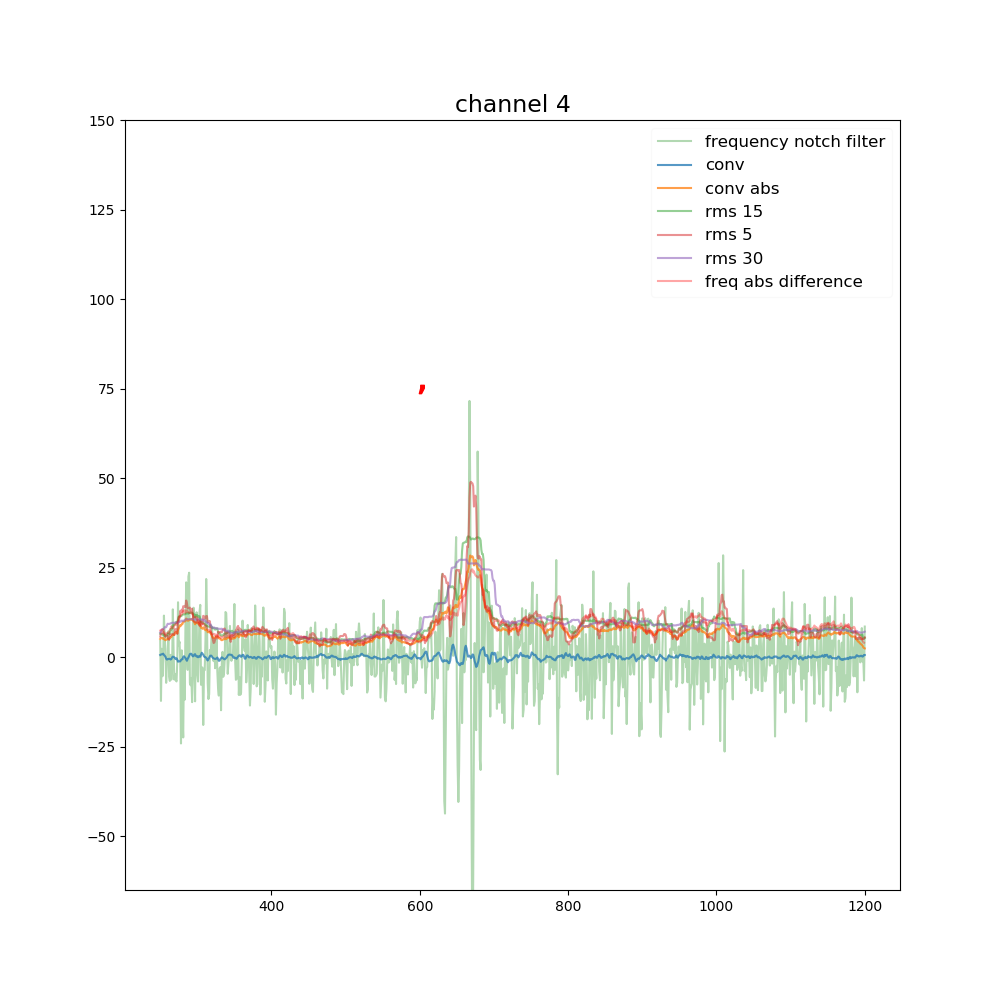 channel 4
150
125
100
75
50
25
0
−25
−50
400 600 800 1000 1200
frequency notch filter
conv
conv abs
rms 15
rms 5
rms 30
freq abs difference
,